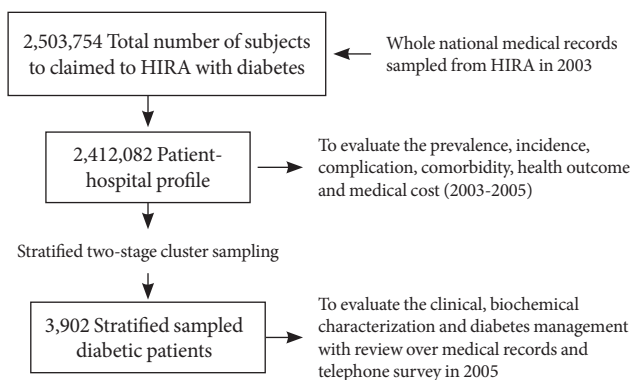 2,503,754 Total number of subjects
to claimed to HIRA with diabetes
Whole national medical records
sampled from HIRA in 2003
2,412,082 Patient-
hospital profile
To evaluate the prevalence, incidence,
complication, comorbidity, health outcome
and medical cost (2003-2005)
Stratified two-stage cluster sampling
3,902 Stratified sampled
diabetic patients
To evaluate the clinical, biochemical
characterization and diabetes management
with review over medical records and
telephone survey in 2005